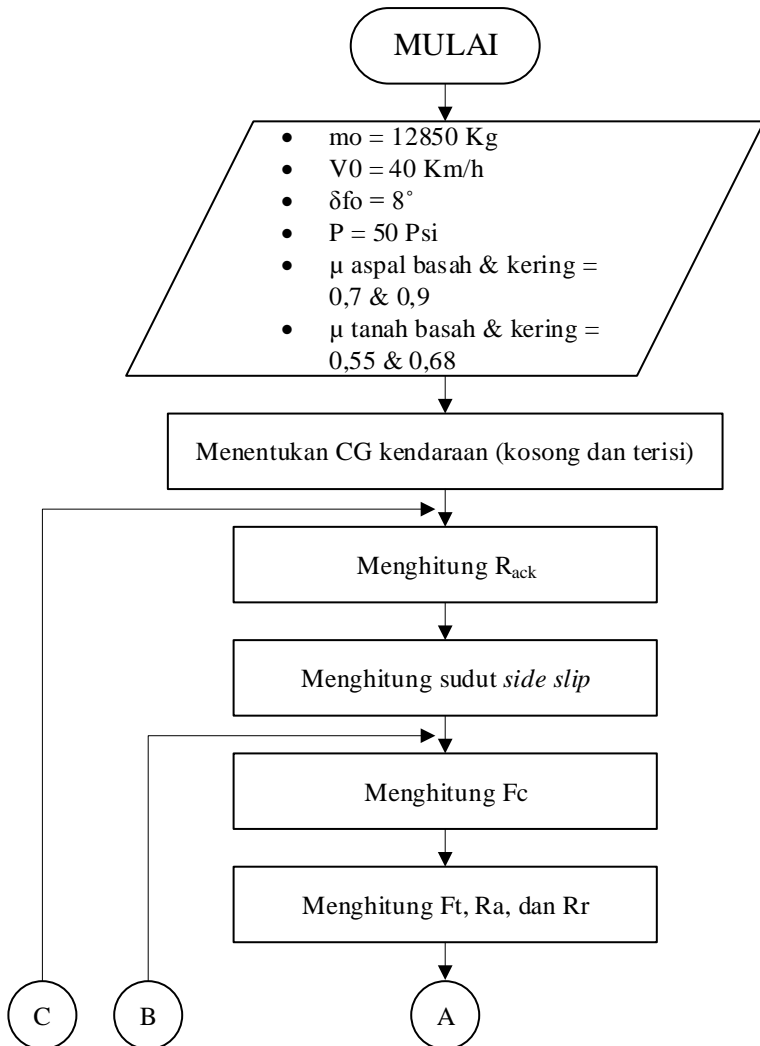 MULAI
• mo = 12850 Kg
• V0 = 40 Km/h
• δfo = 8˚
• P = 50 Psi
• µ aspal basah & kering =
0,7 & 0,9
• µ tanah basah & kering =
0,55 & 0,68
Menentukan CG kendaraan (kosong dan terisi)
Menghitung Rack
Menghitung sudut side slip
Menghitung Fc
Menghitung Ft, Ra, dan Rr
C B A